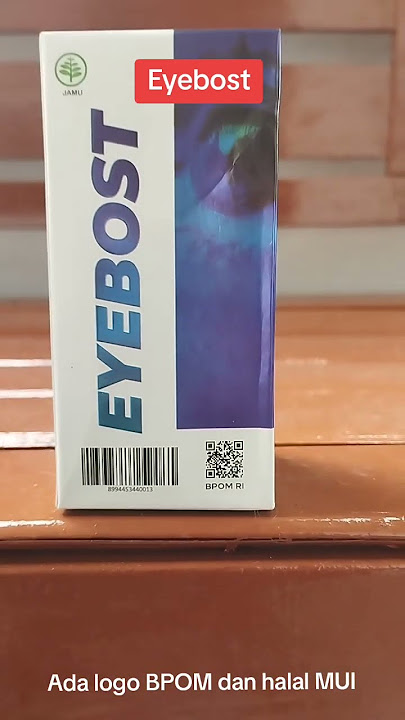 Eyebost
JAMU
EYEBOST
8994453440013
BPOM RI
Ada logo BPOM dan halal MUI